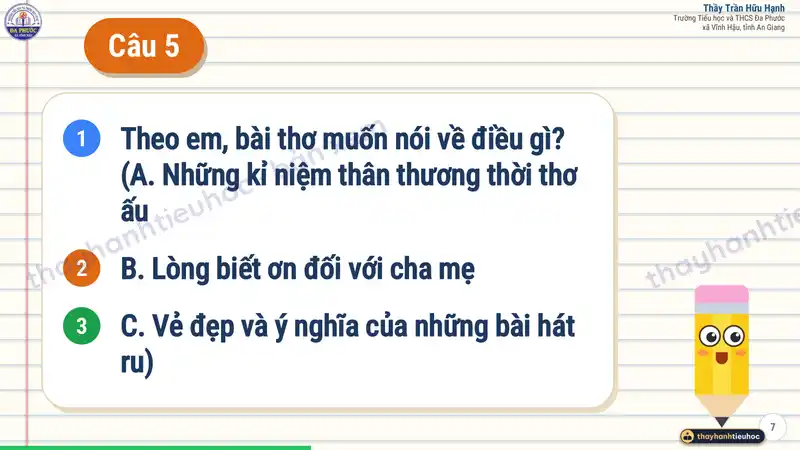 Thầy Trần Hữu Hạnh
Trường Tiểu học và THCS Đa Phước
xã Vĩnh Hậu, tỉnh An Giang
ĐA PHƯỚC
Câu 5
1 Theo em, bài thơ muốn nói về điều gì?
(A. Những kỉ niệm thân thương thời thơ
ấu
2 B. Lòng biết ơn đối với cha mẹ
3 C. Vẻ đẹp và ý nghĩa của những bài hát
ru)
7
thayhanhtieuhoc